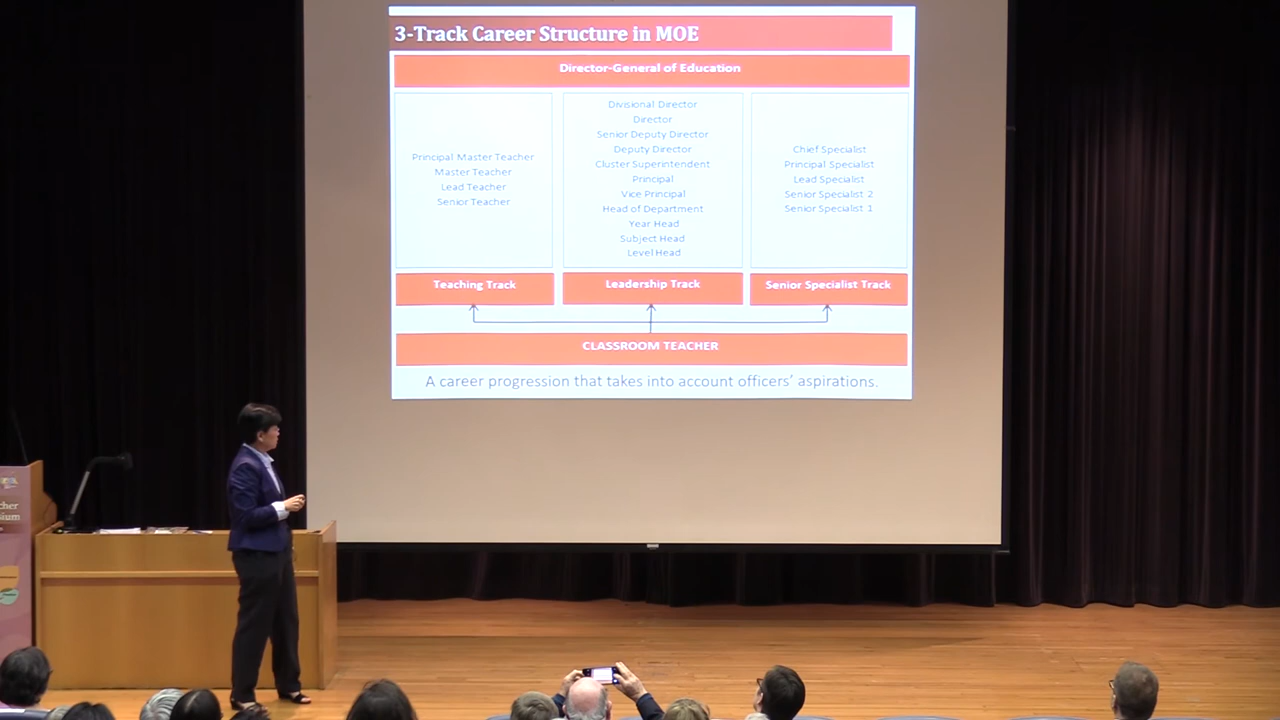 3-Track Career Structure in MOE
Director-General of Education
Principal Master Teacher
Master Teacher
Lead Teacher
Senior Teacher
Divisional Director
Director
Senior Deputy Director
Deputy Director
Cluster Superintendent
Principal
Vice Principal
Head of Department
Year Head
Subject Head
Level Head
Chief Specialist
Principal Specialist
Lead Specialist
Senior Specialist 2
Senior Specialist 1
Teaching Track
Leadership Track
Senior Specialist Track
CLASSROOM TEACHER
A career progression that takes into account officers’ aspirations.
cher
sium